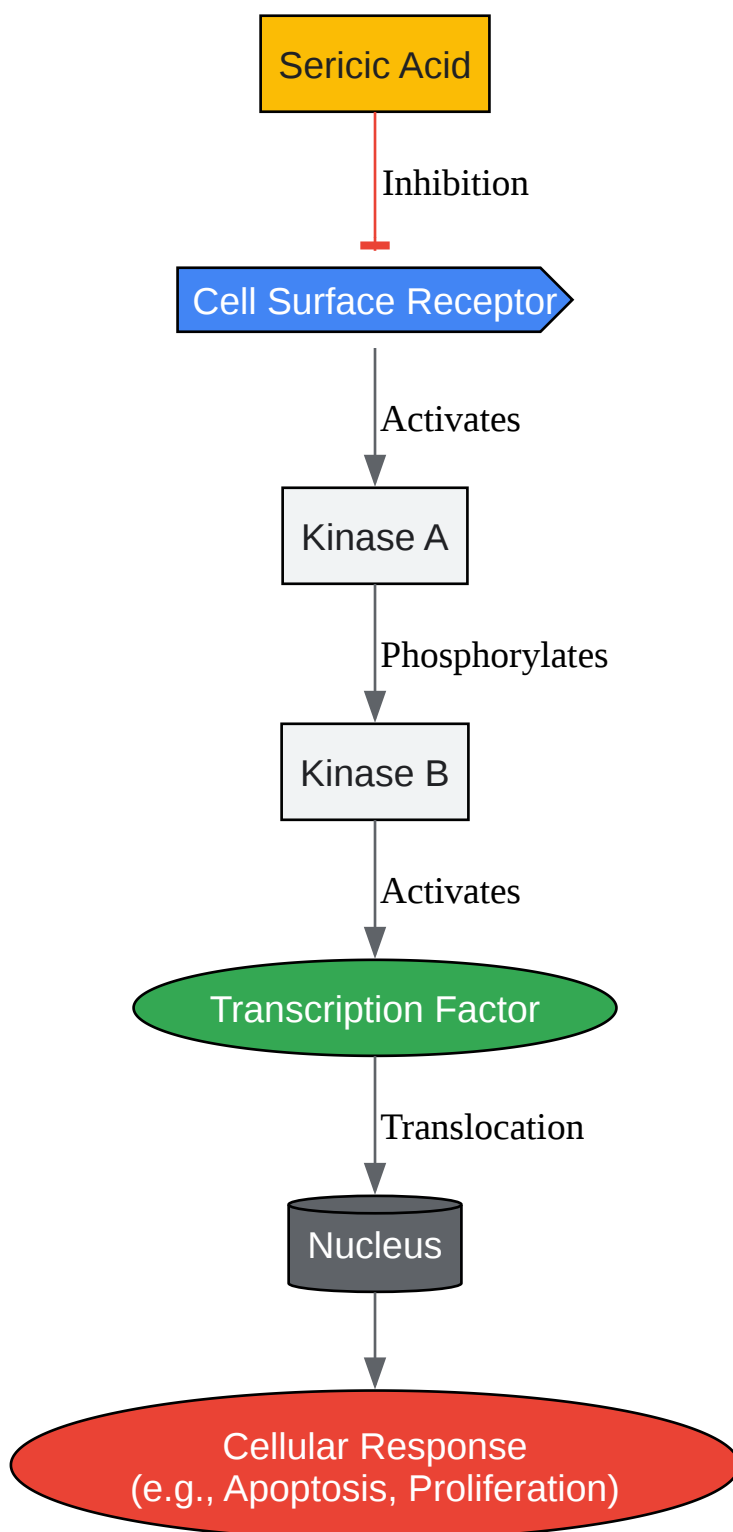 Sericic Acid
Inhibition
Cell Surface Receptor
Activates
Kinase A
Phosphorylates
Kinase B
Activates
Transcription Factor
Translocation
Nucleus
Cellular Response
(e.g., Apoptosis, Proliferation)